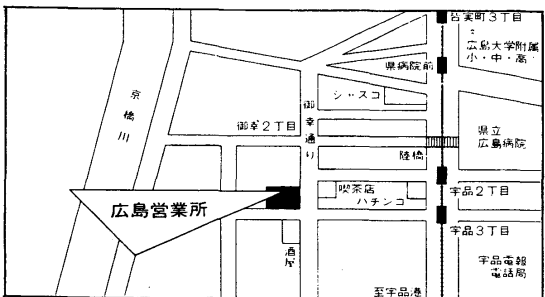 皆実町3丁目
広島大学附属
小・中・高
県病院前
ジャスコ
京橋川
御幸通り
御幸2丁目
県立
広島病院
陸橋
喫茶店
パチンコ
宇品2丁目
広島営業所
宇品3丁目
酒屋
宇品電報
電話局
至宇品港